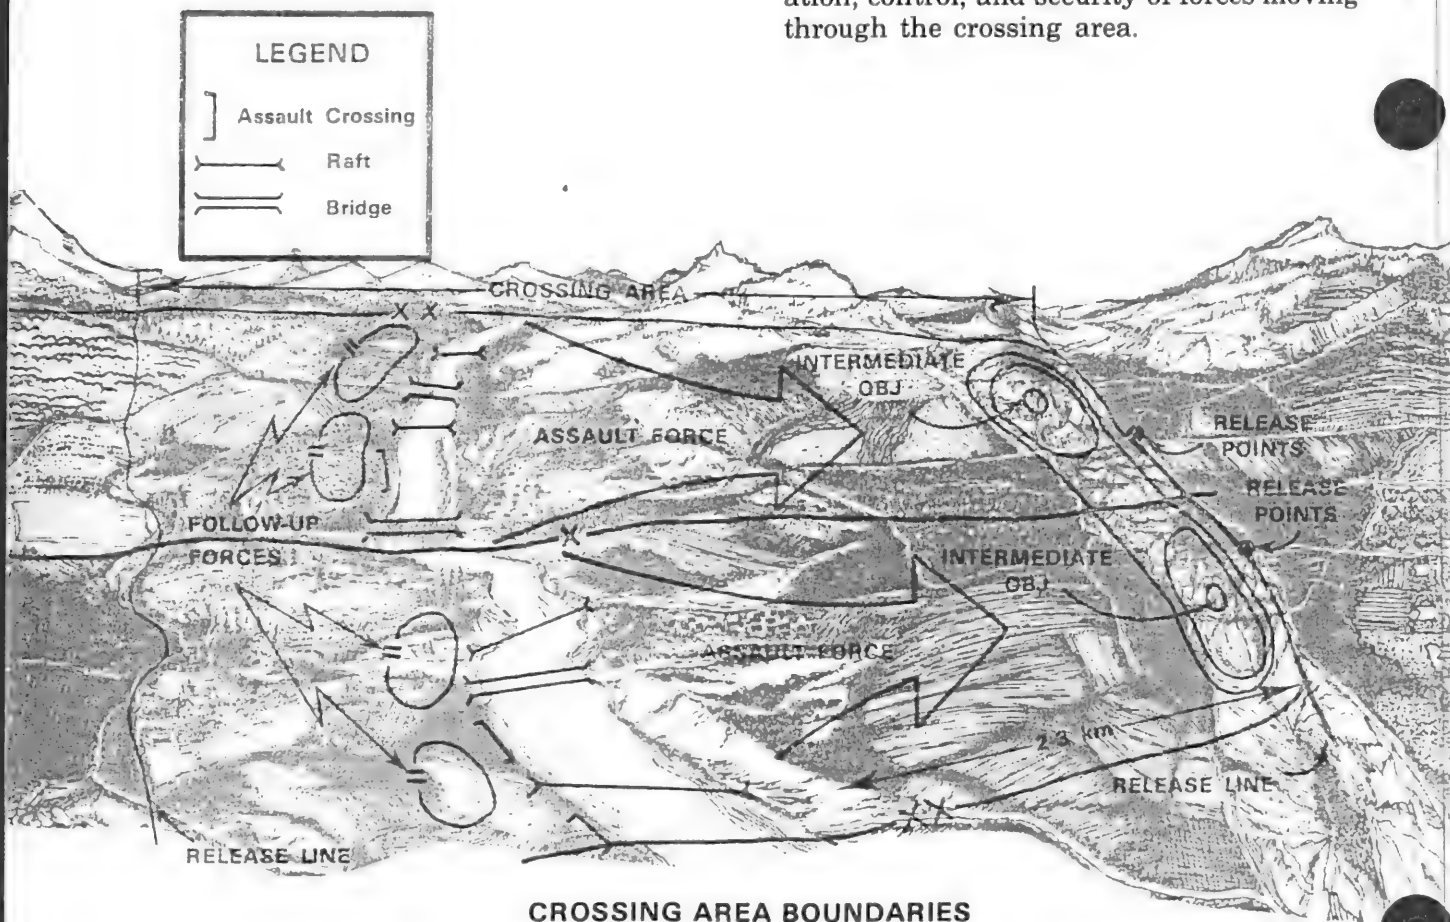 ation, control, and security of forces moving
through the crossing area.
LEGEND
Assault Crossing
Raft
Bridge
CROSSING AREA
X X
INTERMEDIATE
OBJ
ASSAULT FORCE
RELEASE
POINTS
RELEASE
POINTS
FOLLOW-UP
FORCES
X
INTERMEDIATE
OBJ
ASSAULT FORCE
2-3 km
RELEASE LINE
XX
RELEASE LINE
CROSSING AREA BOUNDARIES